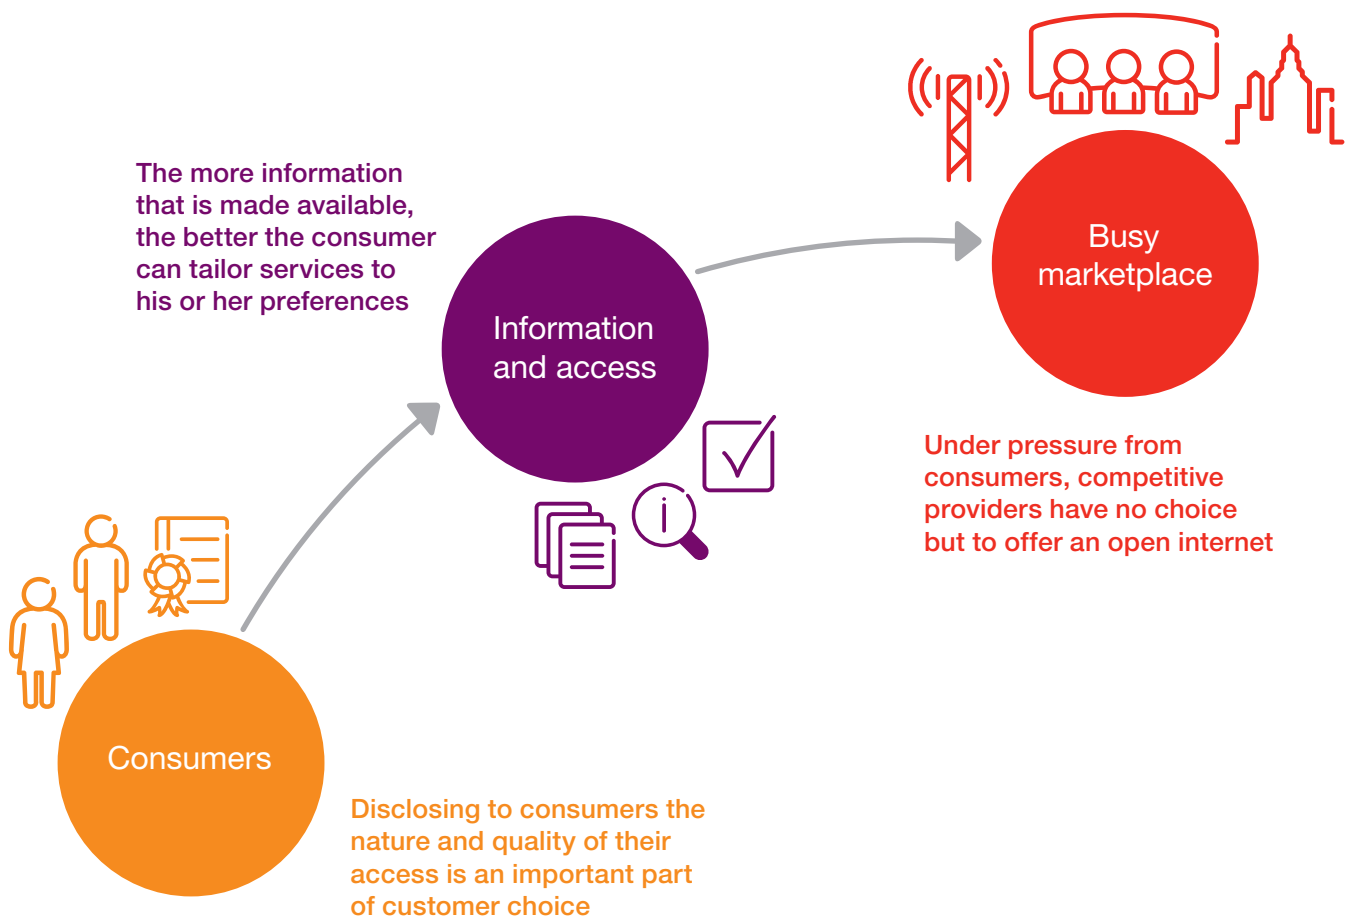 The more information
that is made available,
the better the consumer
can tailor services to
his or her preferences
Information
and access
Busy
marketplace
Under pressure from
consumers, competitive
providers have no choice
but to offer an open internet
Consumers
Disclosing to consumers the
nature and quality of their
access is an important part
of customer choice